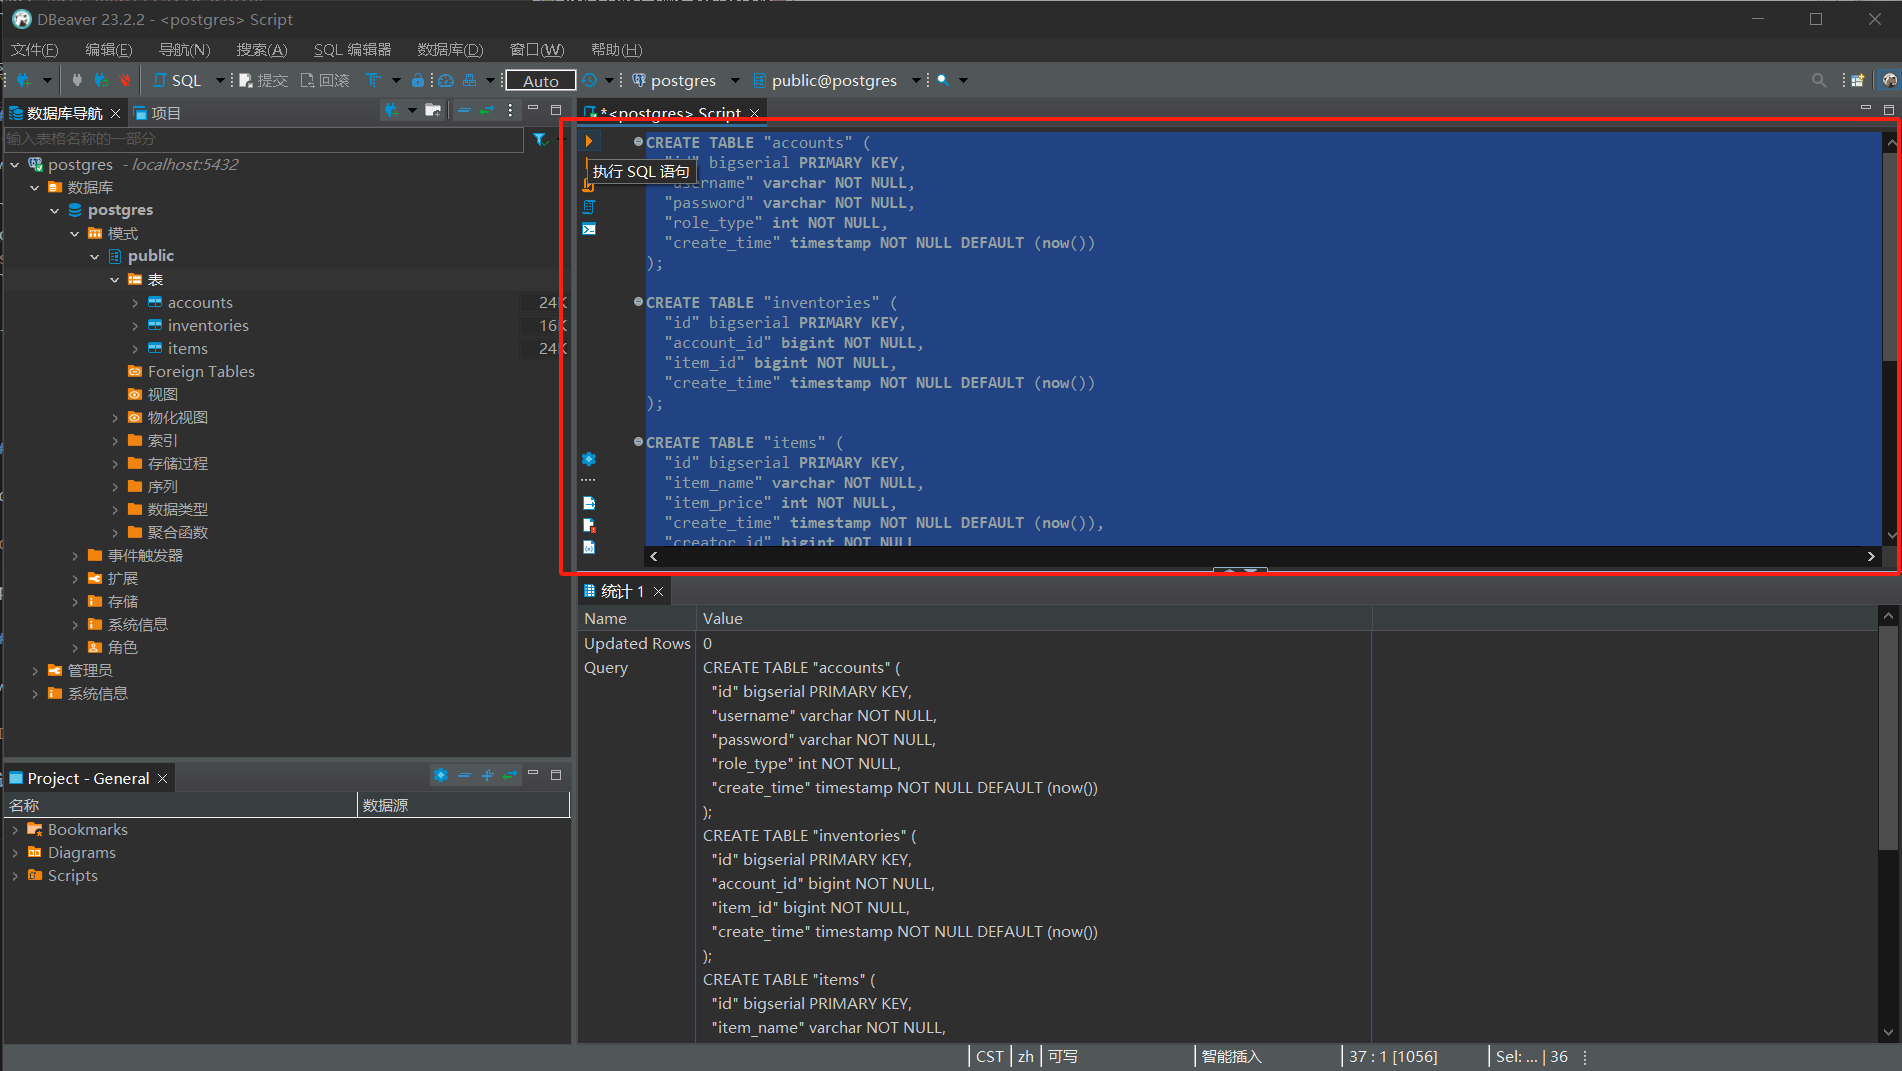 DBeaver 23.2.2 - <postgres> Script
文件(F) 编辑(E) 导航(N) 搜索(A) SQL 编辑器 数据库(D) 窗口(W) 帮助(H)
SQL 提交 回滚 Auto postgres public@postgres
数据库导航 项目
输入表格名称的一部分
postgres - localhost:5432
数据库
postgres
模式
public
表
accounts 24K
inventories 16K
items 24K
Foreign Tables
视图
物化视图
索引
存储过程
序列
数据类型
聚合函数
事件触发器
扩展
存储
系统信息
角色
管理员
系统信息
Project - General
名称 数据源
Bookmarks
Diagrams
Scripts
*<postgres> Script
CREATE TABLE "accounts" (
"id" bigserial PRIMARY KEY,
执行 SQL 语句
"username" varchar NOT NULL,
"password" varchar NOT NULL,
"role_type" int NOT NULL,
"create_time" timestamp NOT NULL DEFAULT (now())
);
CREATE TABLE "inventories" (
"id" bigserial PRIMARY KEY,
"account_id" bigint NOT NULL,
"item_id" bigint NOT NULL,
"create_time" timestamp NOT NULL DEFAULT (now())
);
CREATE TABLE "items" (
"id" bigserial PRIMARY KEY,
"item_name" varchar NOT NULL,
"item_price" int NOT NULL,
"create_time" timestamp NOT NULL DEFAULT (now()),
"creator_id" bigint NOT NULL
统计 1
Name Value
Updated Rows 0
Query CREATE TABLE "accounts" (
"id" bigserial PRIMARY KEY,
"username" varchar NOT NULL,
"password" varchar NOT NULL,
"role_type" int NOT NULL,
"create_time" timestamp NOT NULL DEFAULT (now())
);
CREATE TABLE "inventories" (
"id" bigserial PRIMARY KEY,
"account_id" bigint NOT NULL,
"item_id" bigint NOT NULL,
"create_time" timestamp NOT NULL DEFAULT (now())
);
CREATE TABLE "items" (
"id" bigserial PRIMARY KEY,
"item_name" varchar NOT NULL,
CST zh 可写 智能插入 37 : 1 [1056] Sel: ... | 36